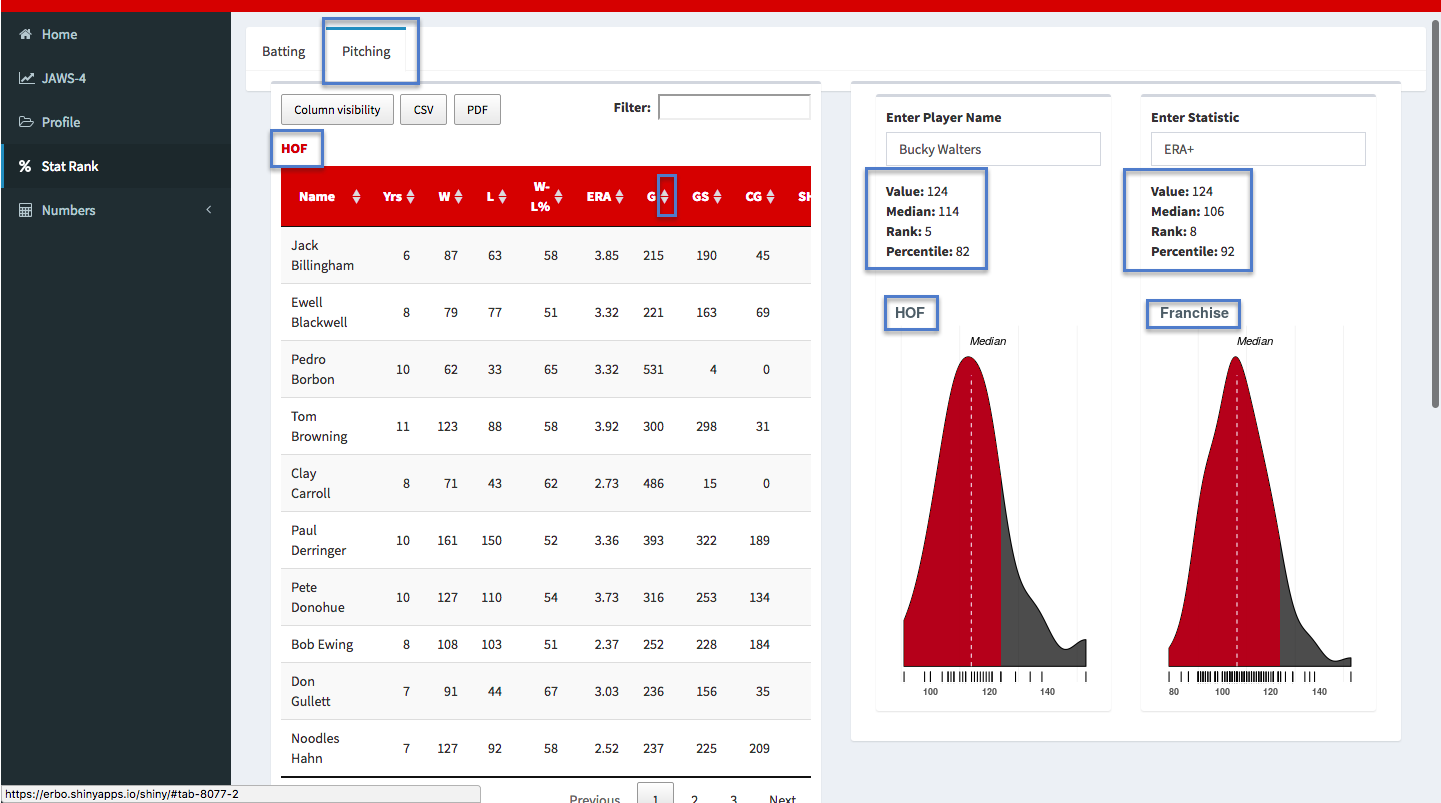 Home
JAWS-4
Profile
Stat Rank
Numbers
Batting Pitching
Column visibility CSV PDF Filter:
HOF
Name Yrs W L W-L% ERA G GS CG SH
Jack Billingham 6 87 63 58 3.85 215 190 45
Ewell Blackwell 8 79 77 51 3.32 221 163 69
Pedro Borbon 10 62 33 65 3.32 531 4 0
Tom Browning 11 123 88 58 3.92 300 298 31
Clay Carroll 8 71 43 62 2.73 486 15 0
Paul Derringer 10 161 150 52 3.36 393 322 189
Pete Donohue 10 127 110 54 3.73 316 253 134
Bob Ewing 8 108 103 51 2.37 252 228 184
Don Gullett 7 91 44 67 3.03 236 156 35
Noodles Hahn 7 127 92 58 2.52 237 225 209
Previous 1 2 3 Next
Enter Player Name
Bucky Walters
Value: 124
Median: 114
Rank: 5
Percentile: 82
HOF
Median
100 120 140
Enter Statistic
ERA+
Value: 124
Median: 106
Rank: 8
Percentile: 92
Franchise
Median
80 100 120 140
https://erbo.shinyapps.io/shiny/#tab-8077-2